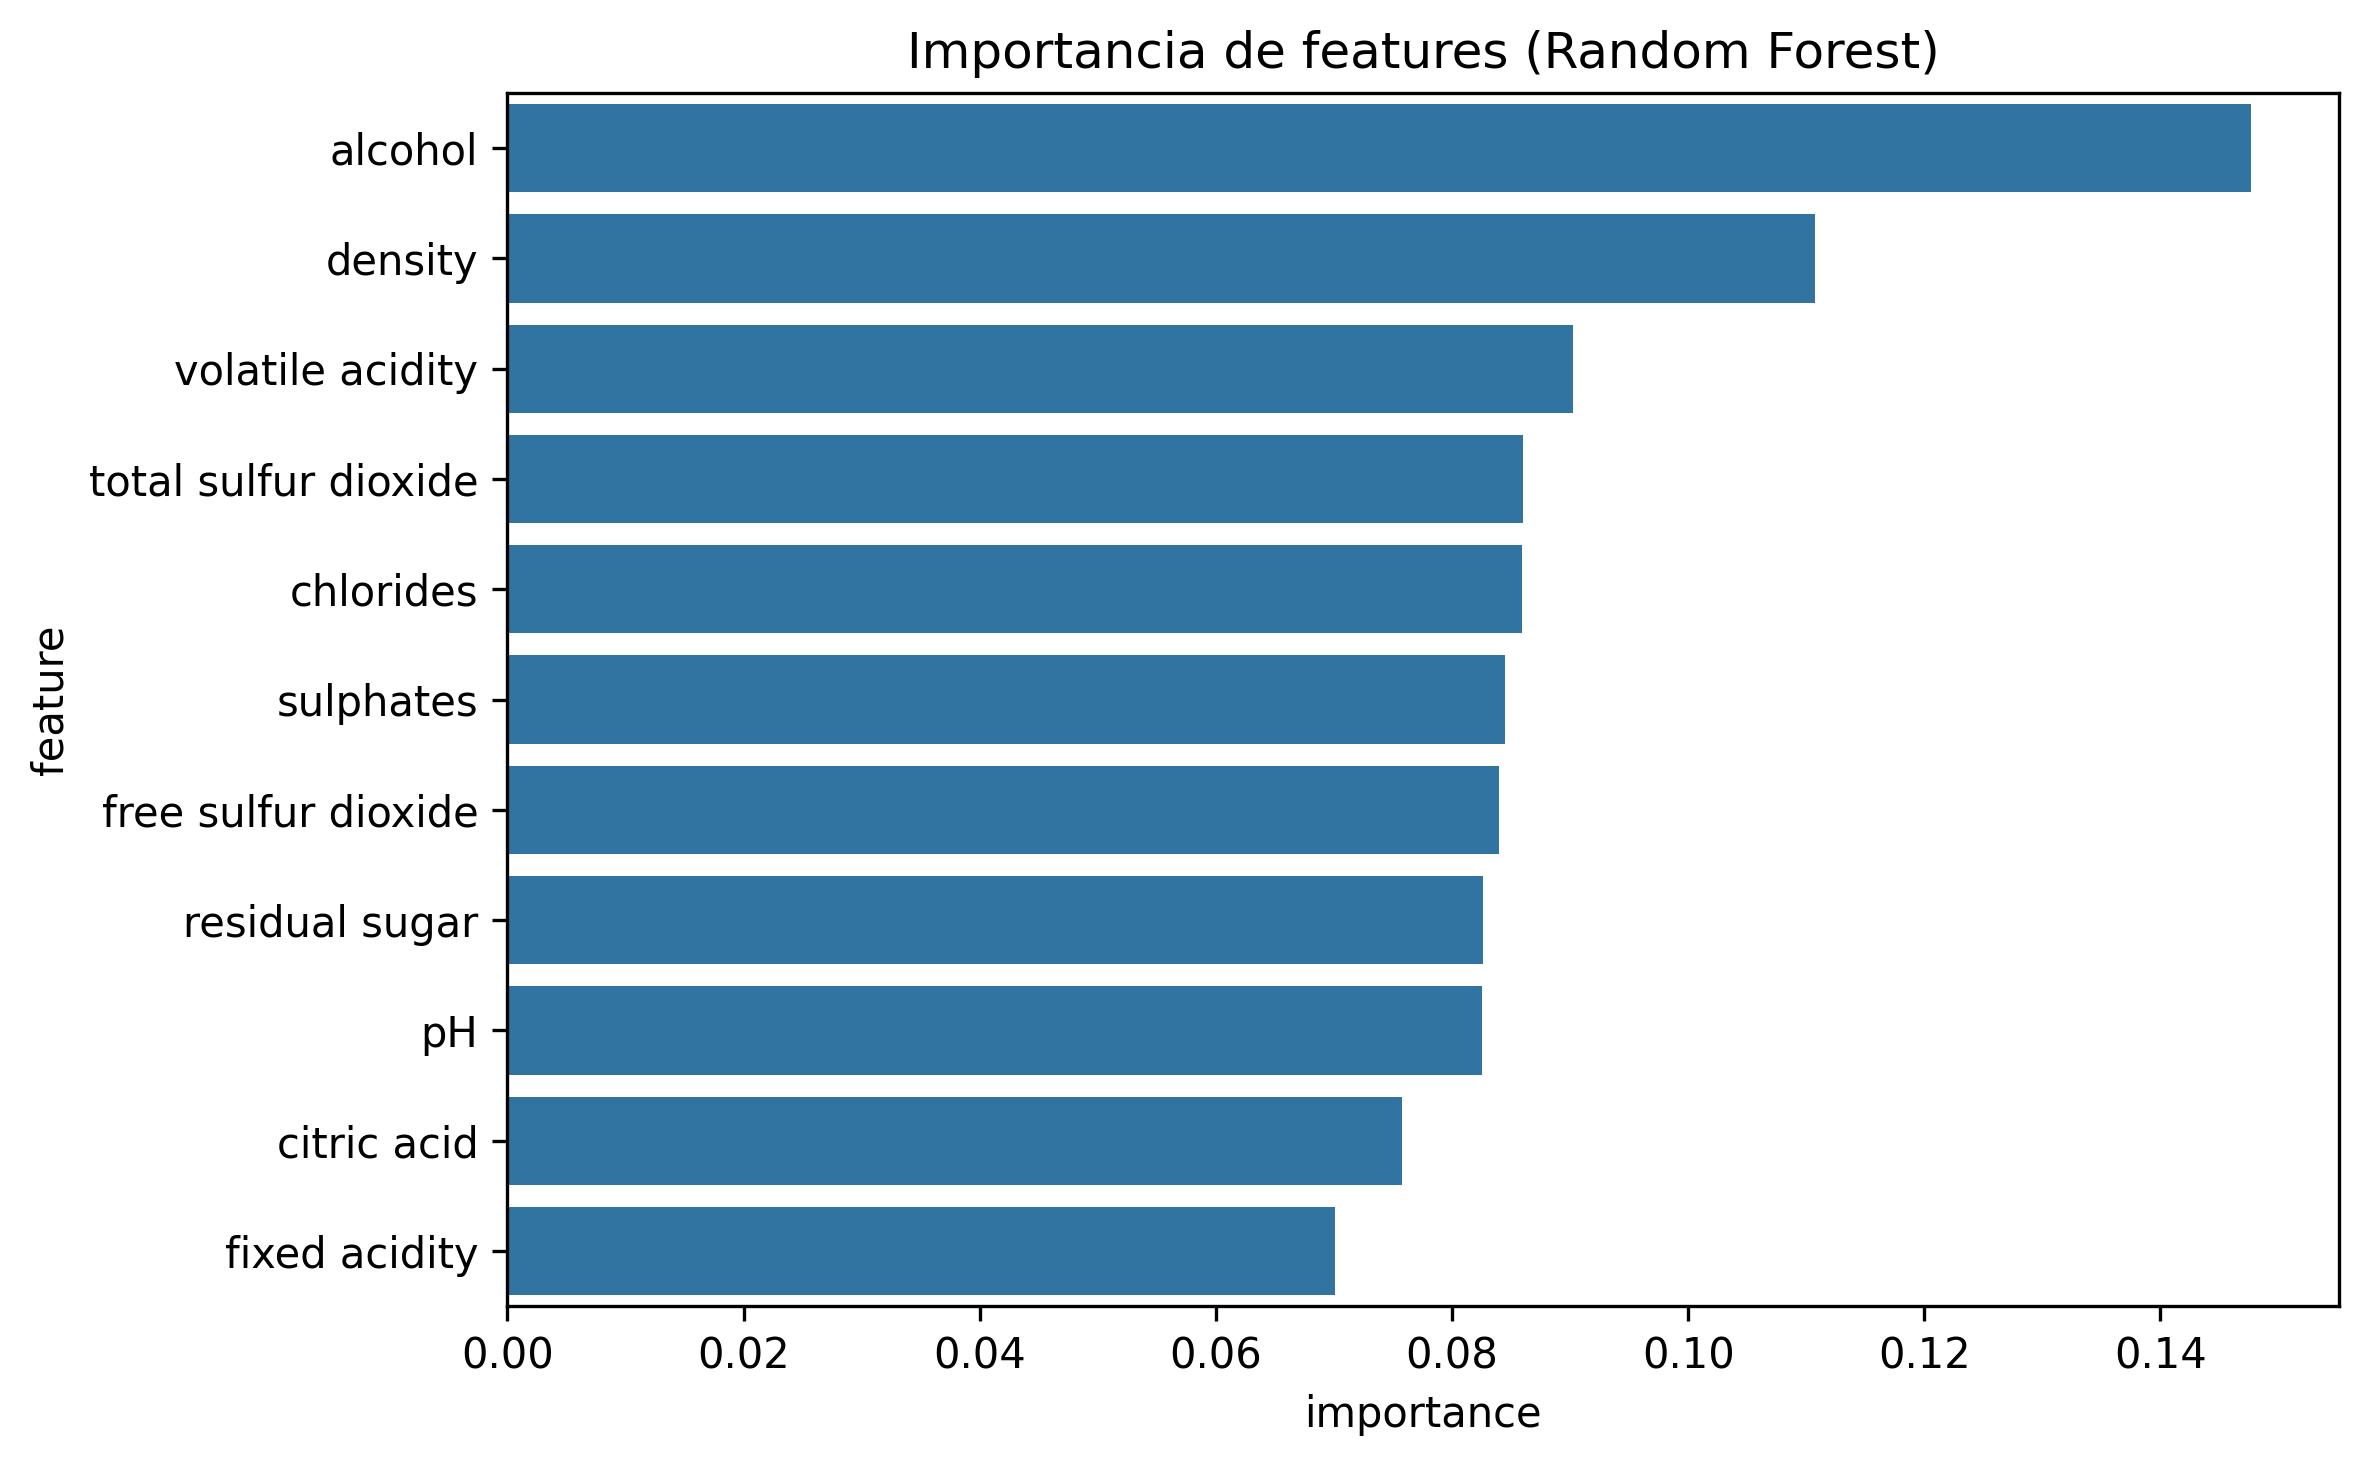 Importancia de features (Random Forest)
alcohol
density
volatile acidity
total sulfur dioxide
chlorides
sulphates
free sulfur dioxide
residual sugar
pH
citric acid
fixed acidity
feature
0.00 0.02 0.04 0.06 0.08 0.10 0.12 0.14
importance